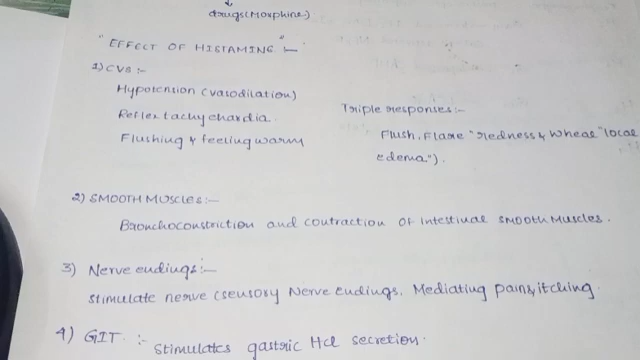 drugs(Morphine)
"EFFECT OF HISTAMINE" :-
1) CVS :-
Hypotension (vasodilation)
Reflex tachychardia
Flushing & feeling warm
Triple responses:-
Flush, Flare "redness & wheal "local
edema").
2) SMOOTH MUSCLES:-
Bronchoconstriction and contraction of intestinal smooth Muscles.
3) Nerve endings:-
Stimulate nerve (sensory Nerve endings. Mediating pain & itching.
4) GIT :- Stimulates gastric Hcl secretion.